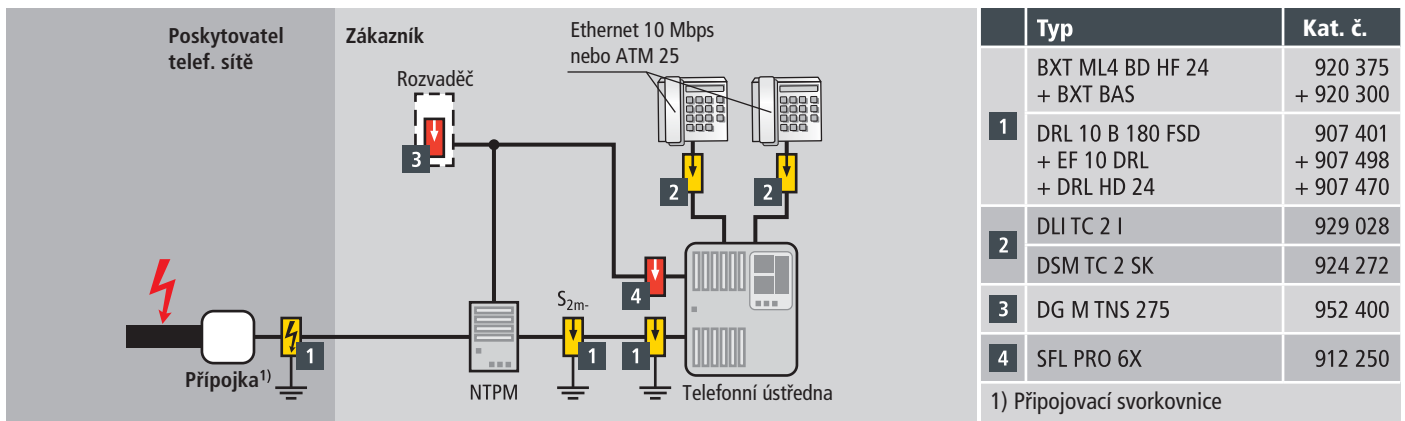 Poskytovatel
telef. sítě
Zákazník
Ethernet 10 Mbps
nebo ATM 25
Rozvaděč
3
2
2
4
S2m-
1
1
1
Přípojka1)
NTPM
Telefonní ústředna
Typ Kat. č.
1
BXT ML4 BD HF 24 920 375
+ BXT BAS + 920 300
DRL 10 B 180 FSD 907 401
+ EF 10 DRL + 907 498
+ DRL HD 24 + 907 470
2
DLI TC 2 I 929 028
DSM TC 2 SK 924 272
3 DG M TNS 275 952 400
4 SFL PRO 6X 912 250
1) Připojovací svorkovnice